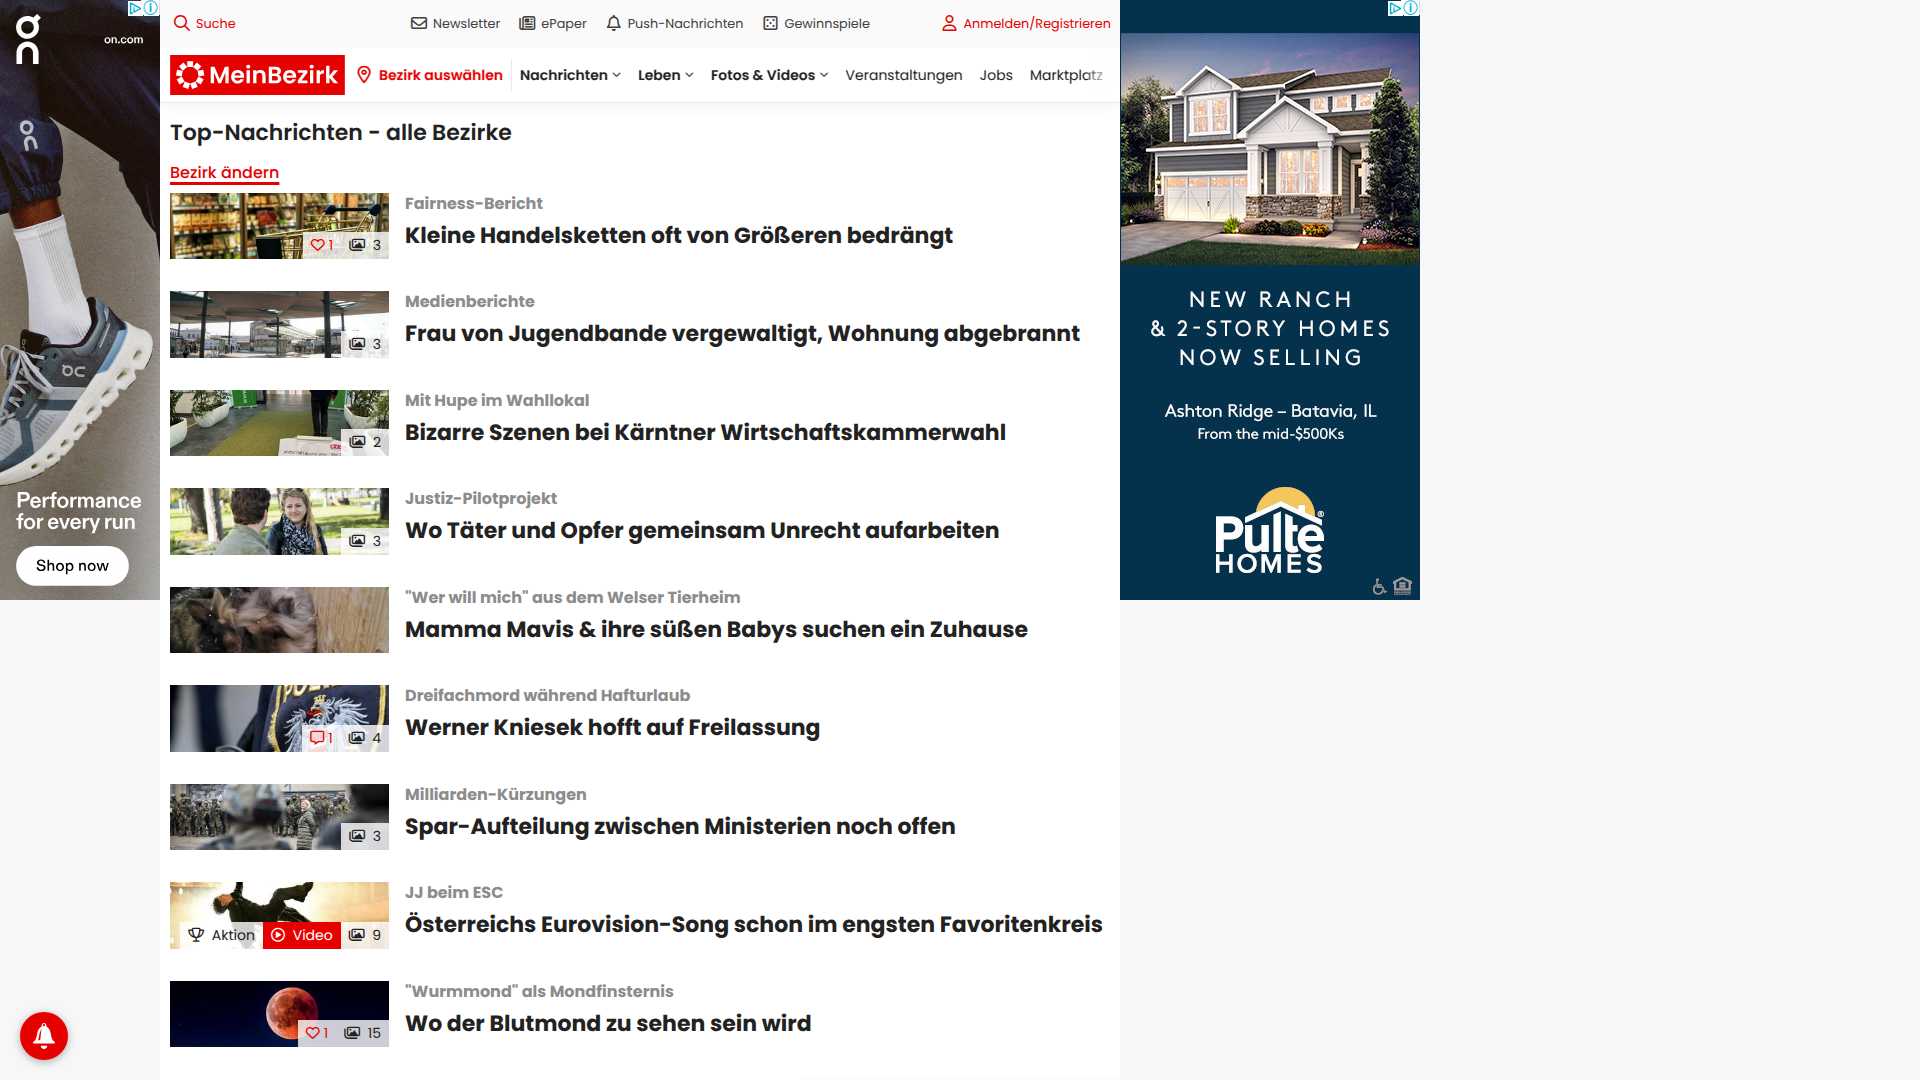 on.com
Performance
for every run
Shop now
Suche
Newsletter
ePaper
Push-Nachrichten
Gewinnspiele
Anmelden/Registrieren
MeinBezirk
Bezirk auswählen
Nachrichten
Leben
Fotos & Videos
Veranstaltungen
Jobs
Marktplatz
Top-Nachrichten - alle Bezirke
Bezirk ändern
Fairness-Bericht
Kleine Handelsketten oft von Größeren bedrängt
1
3
Medienberichte
Frau von Jugendbande vergewaltigt, Wohnung abgebrannt
3
Mit Hupe im Wahllokal
Bizarre Szenen bei Kärntner Wirtschaftskammerwahl
2
Justiz-Pilotprojekt
Wo Täter und Opfer gemeinsam Unrecht aufarbeiten
3
"Wer will mich" aus dem Welser Tierheim
Mamma Mavis & ihre süßen Babys suchen ein Zuhause
Dreifachmord während Hafturlaub
Werner Kniesek hofft auf Freilassung
1
4
Milliarden-Kürzungen
Spar-Aufteilung zwischen Ministerien noch offen
3
JJ beim ESC
Österreichs Eurovision-Song schon im engsten Favoritenkreis
Aktion
Video
9
"Wurmmond" als Mondfinsternis
Wo der Blutmond zu sehen sein wird
1
15
NEW RANCH
& 2-STORY HOMES
NOW SELLING
Ashton Ridge – Batavia, IL
From the mid-$500Ks
Pulte®
HOMES